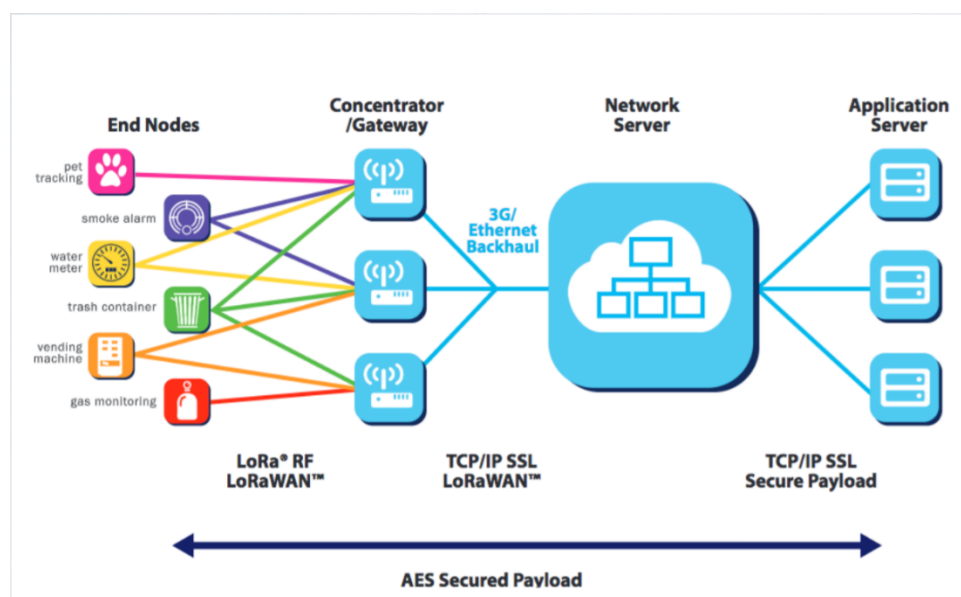 End Nodes
Concentrator
/Gateway
Network
Server
Application
Server
pet
tracking
smoke alarm
water
meter
trash container
vending
machine
gas monitoring
3G/
Ethernet
Backhaul
LoRa® RF
LoRaWAN™
TCP/IP SSL
LoRaWAN™
TCP/IP SSL
Secure Payload
AES Secured Payload